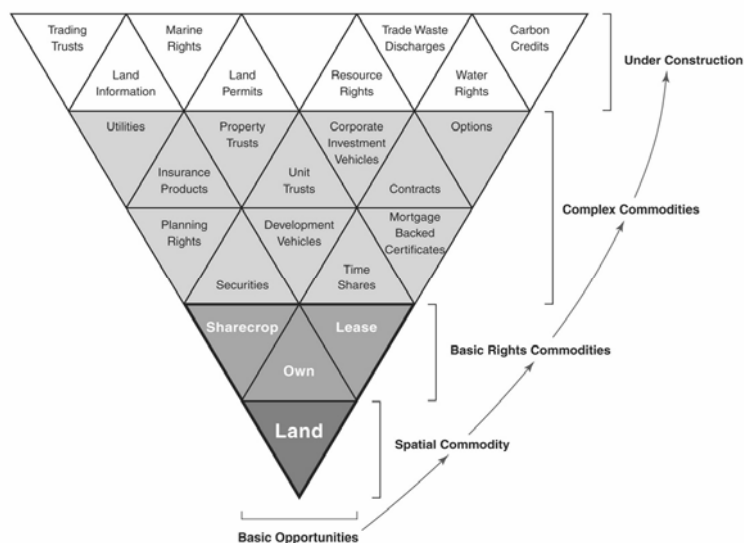 Trading
Trusts
Marine
Rights
Trade Waste
Discharges
Carbon
Credits
Land
Information
Land
Permits
Resource
Rights
Water
Rights
Under Construction
Utilities
Property
Trusts
Corporate
Investment
Vehicles
Options
Insurance
Products
Unit
Trusts
Contracts
Complex Commodities
Planning
Rights
Development
Vehicles
Mortgage
Backed
Certificates
Securities
Time
Shares
Sharecrop
Lease
Own
Basic Rights Commodities
Land
Spatial Commodity
Basic Opportunities